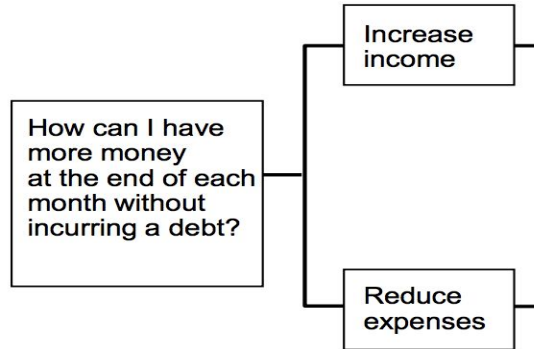 How can I have
more money
at the end of each
month without
incurring a debt?
Increase
income
Reduce
expenses